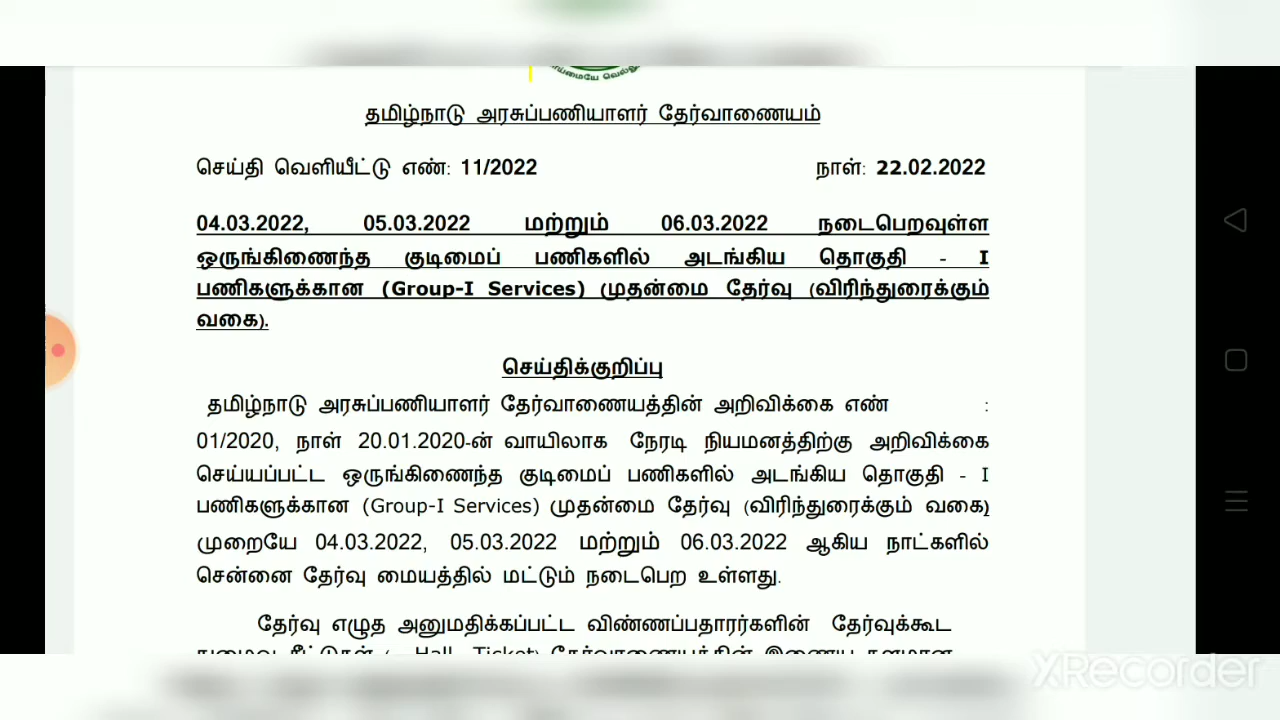 வெல்லு
தமிழ்நாடு அரசுப்பணியாளர் தேர்வாணையம்
செய்தி வெளியீட்டு எண்: 11/2022 நாள்: 22.02.2022
04.03.2022, 05.03.2022 மற்றும் 06.03.2022 நடைபெறவுள்ள
ஒருங்கிணைந்த குடிமைப் பணிகளில் அடங்கிய தொகுதி - I
பணிகளுக்கான (Group-I Services) முதன்மை தேர்வு (விரிந்துரைக்கும்
வகை).
செய்திக்குறிப்பு
தமிழ்நாடு அரசுப்பணியாளர் தேர்வாணையத்தின் அறிவிக்கை எண் :
01/2020, நாள் 20.01.2020-ன் வாயிலாக நேரடி நியமனத்திற்கு அறிவிக்கை
செய்யப்பட்ட ஒருங்கிணைந்த குடிமைப் பணிகளில் அடங்கிய தொகுதி - I
பணிகளுக்கான (Group-I Services) முதன்மை தேர்வு (விரிந்துரைக்கும் வகை)
முறையே 04.03.2022, 05.03.2022 மற்றும் 06.03.2022 ஆகிய நாட்களில்
சென்னை தேர்வு மையத்தில் மட்டும் நடைபெற உள்ளது.
தேர்வு எழுத அனுமதிக்கப்பட்ட விண்ணப்பதாரர்களின் தேர்வுக்கூட
Hall Ticket) தேர்வாணையத்தின் இணைய
XRecorder